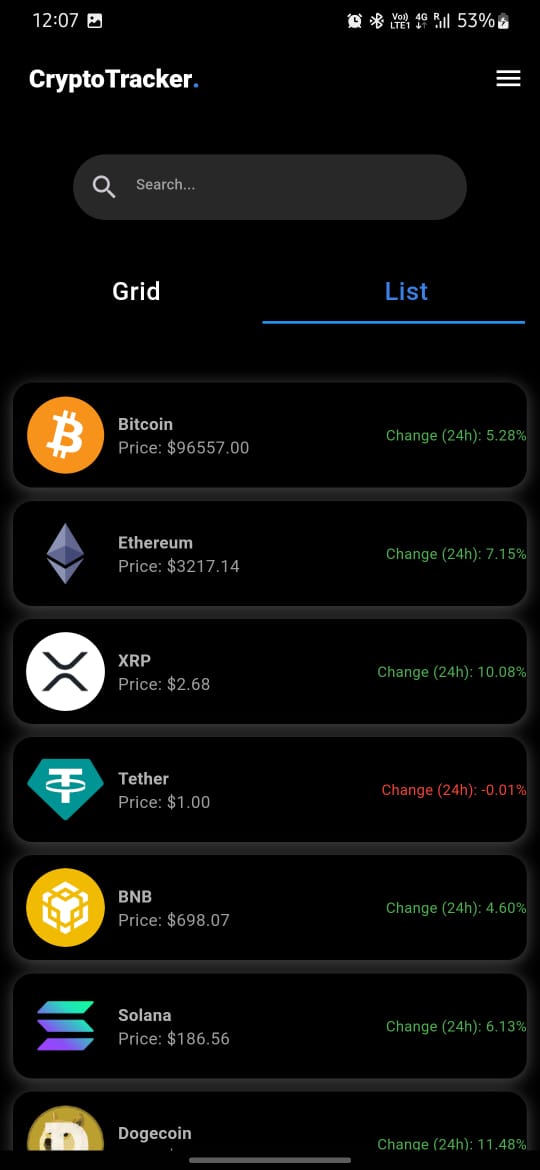 12:07 Vo) LTE1 4G R 53%
CryptoTracker.
Search...
Grid List
Bitcoin
Price: $96557.00
Change (24h): 5.28%
Ethereum
Price: $3217.14
Change (24h): 7.15%
XRP
Price: $2.68
Change (24h): 10.08%
Tether
Price: $1.00
Change (24h): -0.01%
BNB
Price: $698.07
Change (24h): 4.60%
Solana
Price: $186.56
Change (24h): 6.13%
Dogecoin
Change (24h): 11.48%